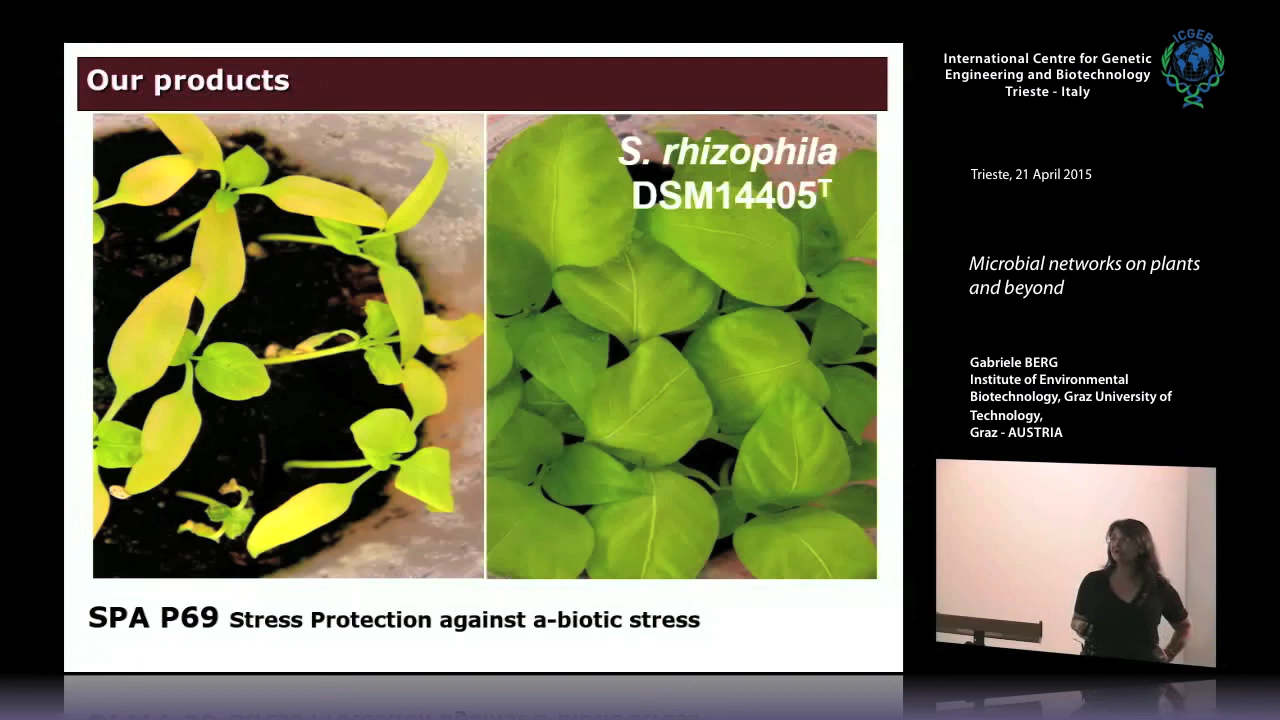 Our products
S. rhizophila
DSM14405T
SPA P69 Stress Protection against a-biotic stress
International Centre for Genetic
Engineering and Biotechnology
Trieste - Italy
ICGEB
Trieste, 21 April 2015
Microbial networks on plants
and beyond
Gabriele BERG
Institute of Environmental
Biotechnology, Graz University of
Technology,
Graz - AUSTRIA